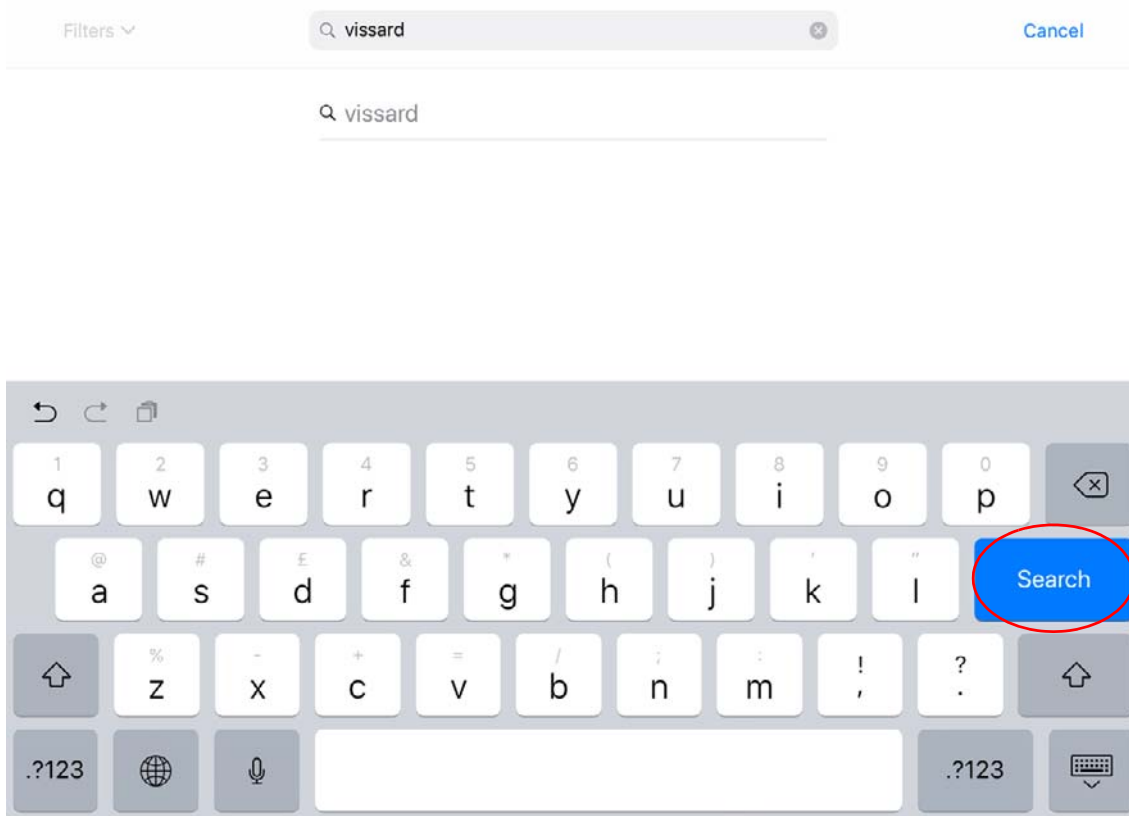 Filters vissard Cancel
vissard
1 2 3 4 5 6 7 8 9 0
q w e r t y u i o p
@ # £ & * ( ) ' "
a s d f g h j k l Search
% - + = / ; : ! ?
z x c v b n m , .
.?123 .?123